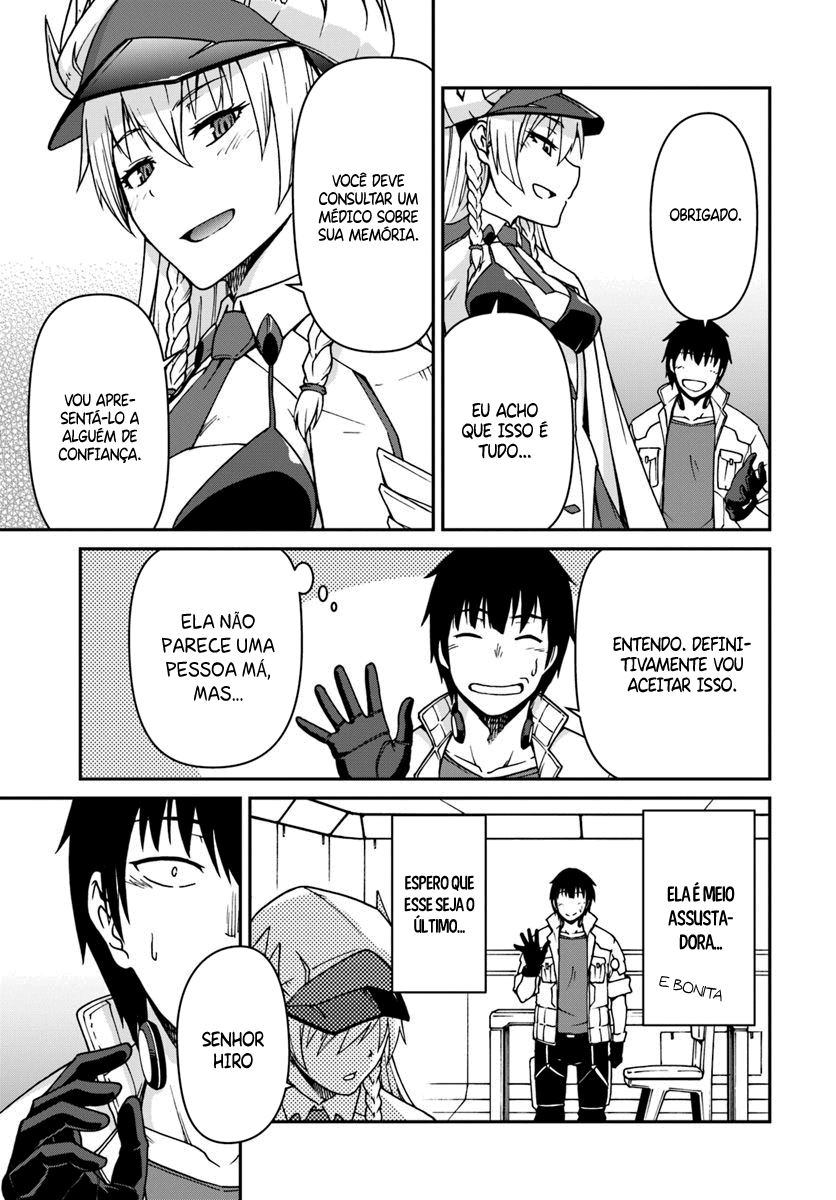 OBRIGADO.
EU ACHO
QUE ISSO É
TUDO...
VOCÊ DEVE
CONSULTAR UM
MÉDICO SOBRE
SUA MEMÓRIA.
VOU APRE-
SENTÁ-LO A
ALGUÉM DE
CONFIANÇA.
ENTENDO. DEFINI-
TIVAMENTE VOU
ACEITAR ISSO.
ELA NÃO
PARECE UMA
PESSOA MÁ,
MAS...
ELA É MEIO
ASSUSTA-
DORA...
E BONITA
ESPERO QUE
ESSE SEJA O
ÚLTIMO...
SENHOR
HIRO